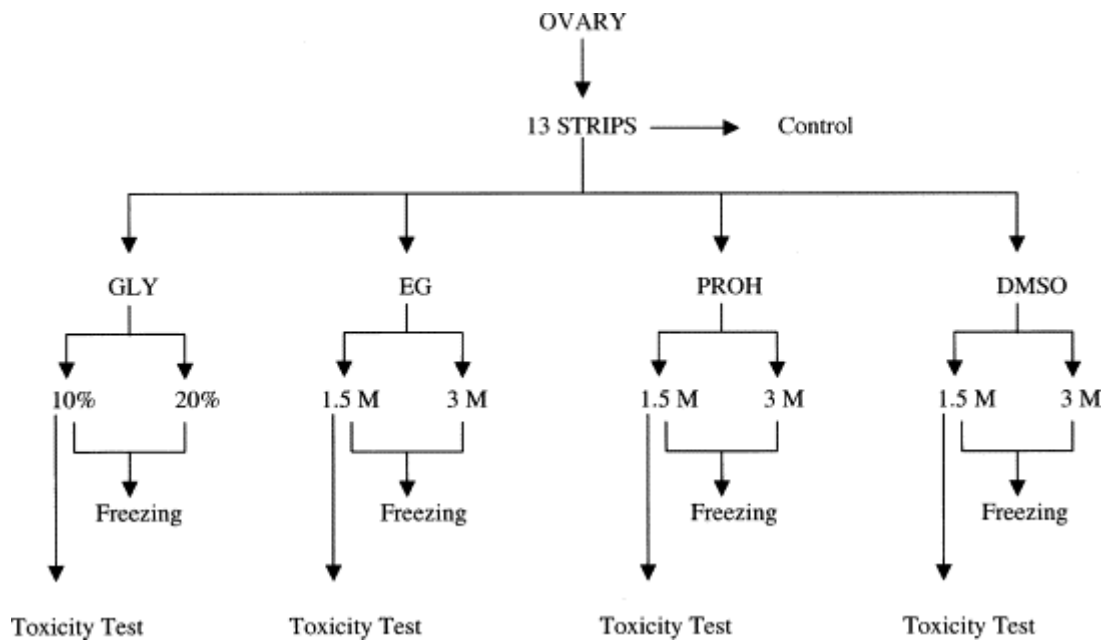 OVARY
13 STRIPS Control
GLY EG PROH DMSO
10% 20% 1.5 M 3 M 1.5 M 3 M 1.5 M 3 M
Freezing Freezing Freezing Freezing
Toxicity Test Toxicity Test Toxicity Test Toxicity Test